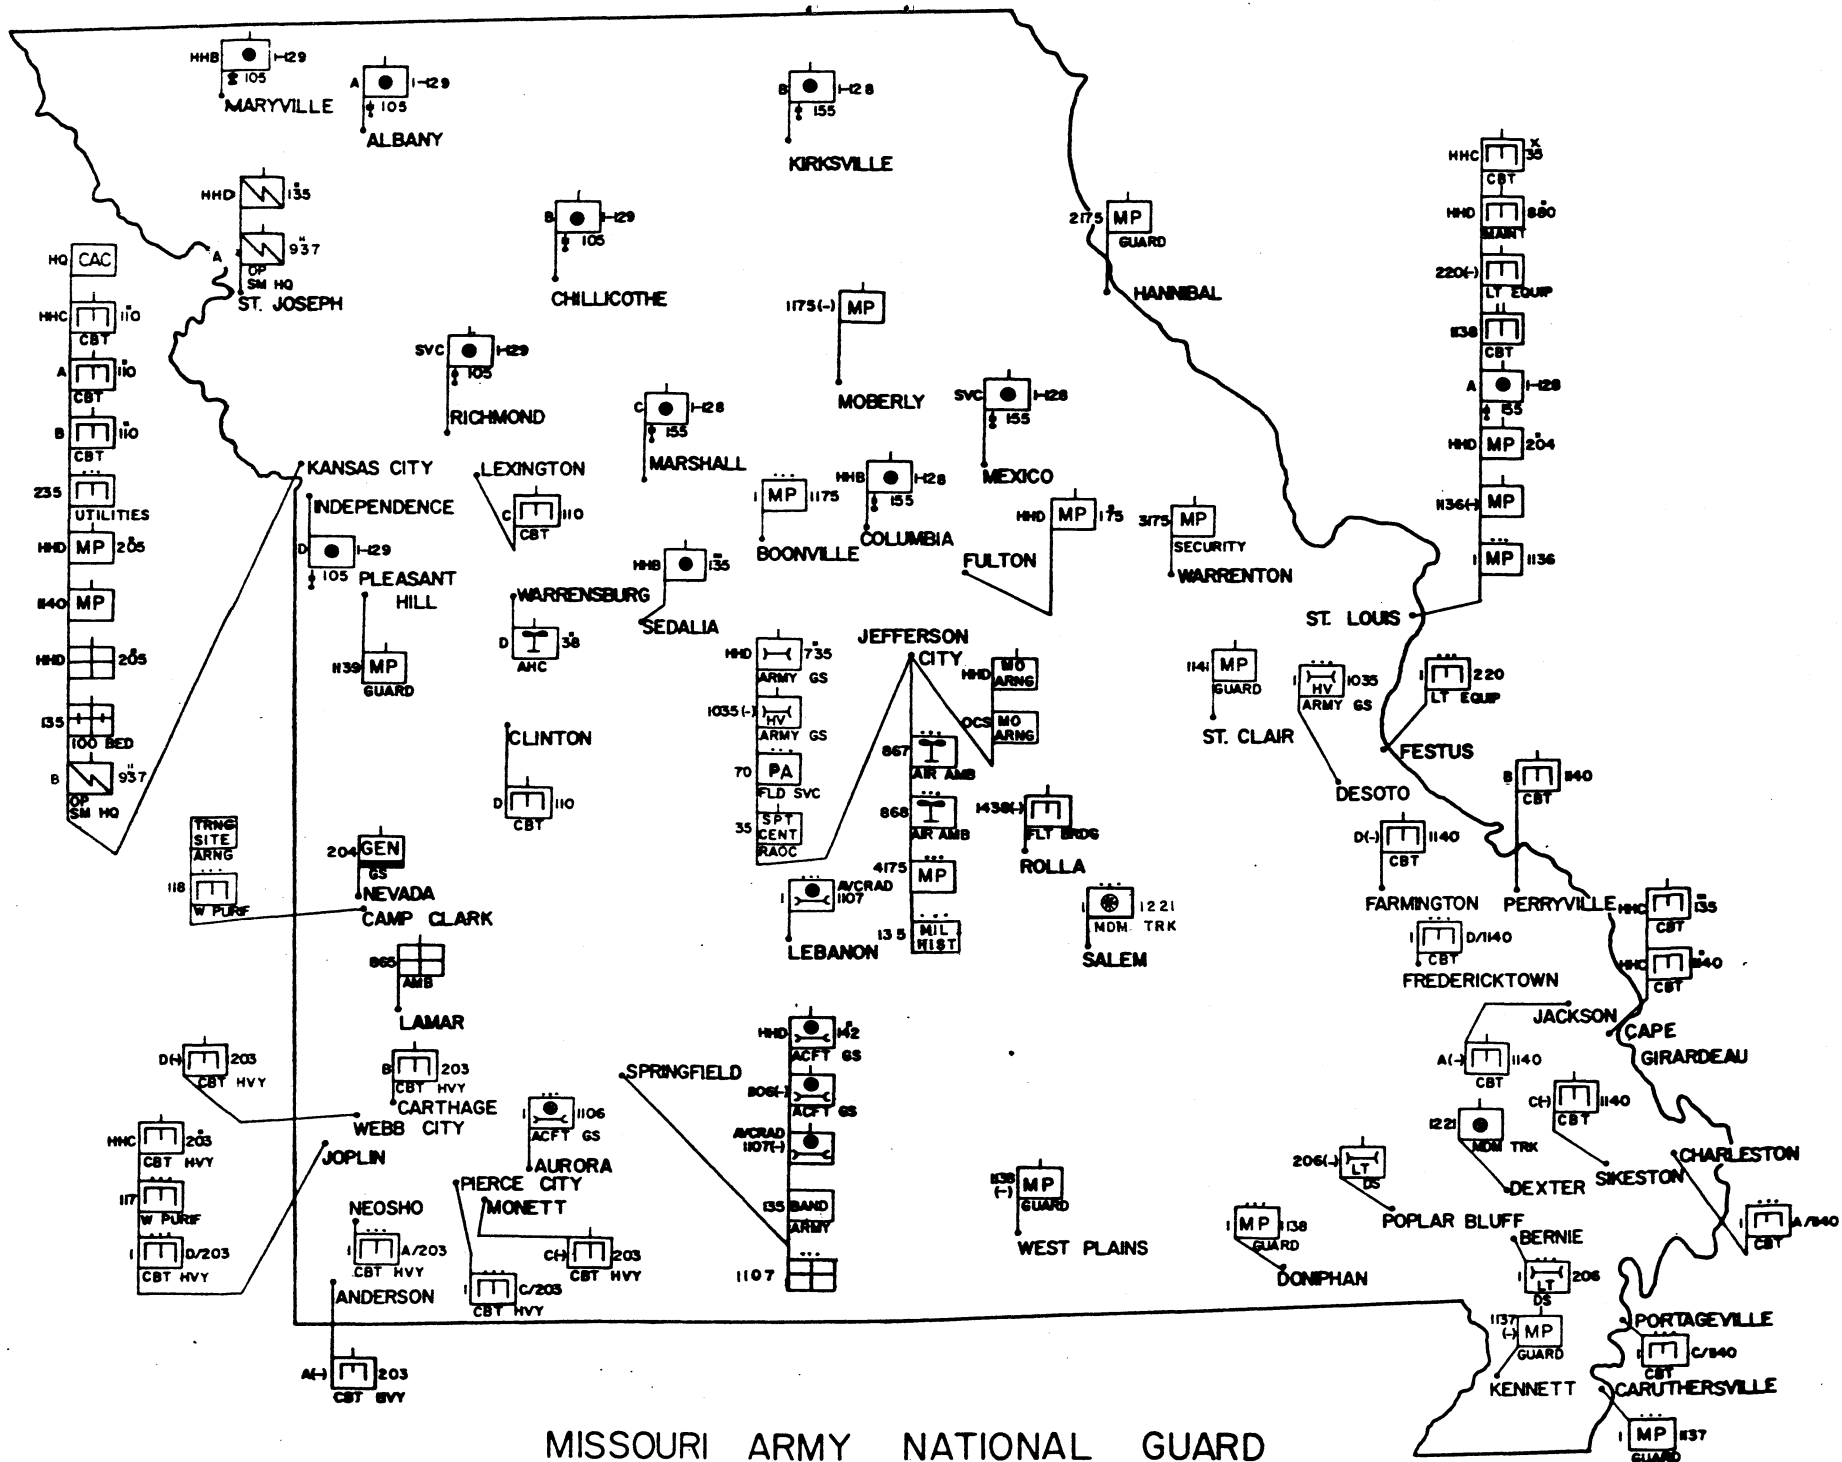 HHB 1-129
105
MARYVILLE
A 1-129
105
ALBANY
B 1-128
155
KIRKSVILLE
HHD 135
A 937
OP
SM HQ
ST. JOSEPH
B 1-129
105
CHILLICOTHE
2175 MP
GUARD
HANNIBAL
1175(-) MP
MOBERLY
SVC 1-129
105
RICHMOND
C 1-128
155
MARSHALL
SVC 1-128
155
MEXICO
HQ CAC
HHC 110
CBT
A 110
CBT
B 110
CBT
235
UTILITIES
HHD MP 205
1140 MP
HHD 205
135
100 BED
B 937
OP
SM HQ
KANSAS CITY
INDEPENDENCE
D 1-129
105
LEXINGTON
C 110
CBT
1 MP 1175
BOONVILLE
HHB 1-128
155
COLUMBIA
HHD MP 175
FULTON
3175 MP
SECURITY
WARRENTON
HHC 35
CBT
HHD 880
MAINT
220(-)
LT EQUIP
1138
CBT
A 1-128
155
HHD MP 204
1136(-) MP
1 MP 1136
ST. LOUIS
PLEASANT
HILL
1139 MP
GUARD
WARRENSBURG
D 38
AHC
HHB 135
SEDALIA
JEFFERSON
CITY
HHD 735
ARMY GS
1035(-) HV
ARMY GS
70 PA
FLD SVC
35 SPT
CENT
RAOC
HHD MO
ARNG
OCS MO
ARNG
867
AIR AMB
868
AIR AMB
4175
MP
135 MIL
HIST
1141 MP
GUARD
ST. CLAIR
1 HV 1035
ARMY GS
DESOTO
1 220
LT EQUIP
FESTUS
CLINTON
D 110
CBT
1438(-)
FLT BRDG
ROLLA
B 1140
CBT
PERRYVILLE
D(-) 1140
CBT
FARMINGTON
TRNG
SITE
ARNG
118
W PURIF
204 GEN
GS
NEVADA
CAMP CLARK
1 AVCRAD
1107
LEBANON
1 1221
MDM TRK
SALEM
1 D/1140
CBT
FREDERICKTOWN
HHC 135
CBT
HHC 1140
CBT
CAPE
GIRARDEAU
865
AMB
LAMAR
JACKSON
A(-) 1140
CBT
D(-) 203
CBT HVY
WEBB CITY
B 203
CBT HVY
CARTHAGE
SPRINGFIELD
HHD 142
ACFT GS
1106(-)
ACFT GS
AVCRAD
1107(-)
135 BAND
ARMY
1107
1 1106
ACFT GS
AURORA
C(-) 1140
CBT
SIKESTON
1221
MDM TRK
DEXTER
CHARLESTON
1 A/1140
CBT
HHC 203
CBT HVY
117
W PURIF
1 D/203
CBT HVY
JOPLIN
PIERCE CITY
MONETT
NEOSHO
1 A/203
CBT HVY
C(-) 203
CBT HVY
1 C/203
CBT HVY
ANDERSON
A(-) 203
CBT HVY
1138
(-) MP
GUARD
WEST PLAINS
1 MP 1138
GUARD
DONIPHAN
206(-)
LT
DS
POPLAR BLUFF
BERNIE
1 LT 206
DS
1137
(-) MP
GUARD
KENNETT
PORTAGEVILLE
1 C/1140
CBT
CARUTHERSVILLE
1 MP 1137
GUARD
MISSOURI ARMY NATIONAL GUARD